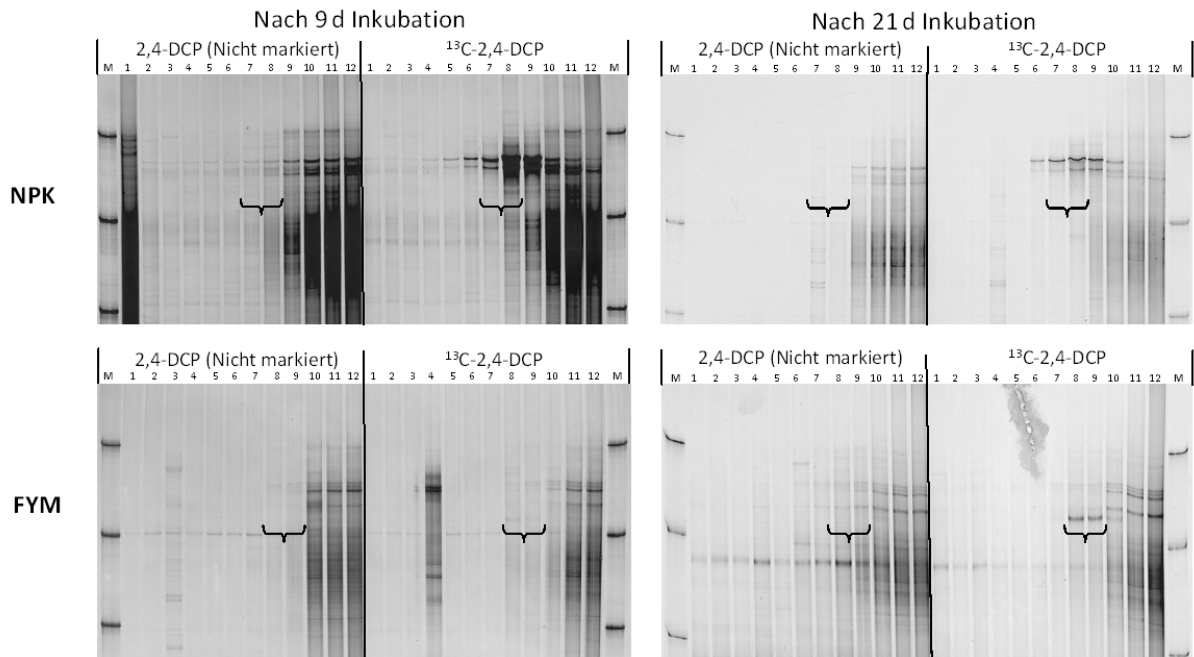 Nach 9 d Inkubation
Nach 21 d Inkubation
2,4-DCP (Nicht markiert)
¹³C-2,4-DCP
2,4-DCP (Nicht markiert)
¹³C-2,4-DCP
M 1 2 3 4 5 6 7 8 9 10 11 12 1 2 3 4 5 6 7 8 9 10 11 12 M
M 1 2 3 4 5 6 7 8 9 10 11 12 1 2 3 4 5 6 7 8 9 10 11 12 M
NPK
2,4-DCP (Nicht markiert)
¹³C-2,4-DCP
2,4-DCP (Nicht markiert)
¹³C-2,4-DCP
M 1 2 3 4 5 6 7 8 9 10 11 12 1 2 3 4 5 6 7 8 9 10 11 12 M
M 1 2 3 4 5 6 7 8 9 10 11 12 1 2 3 4 5 6 7 8 9 10 11 12 M
FYM